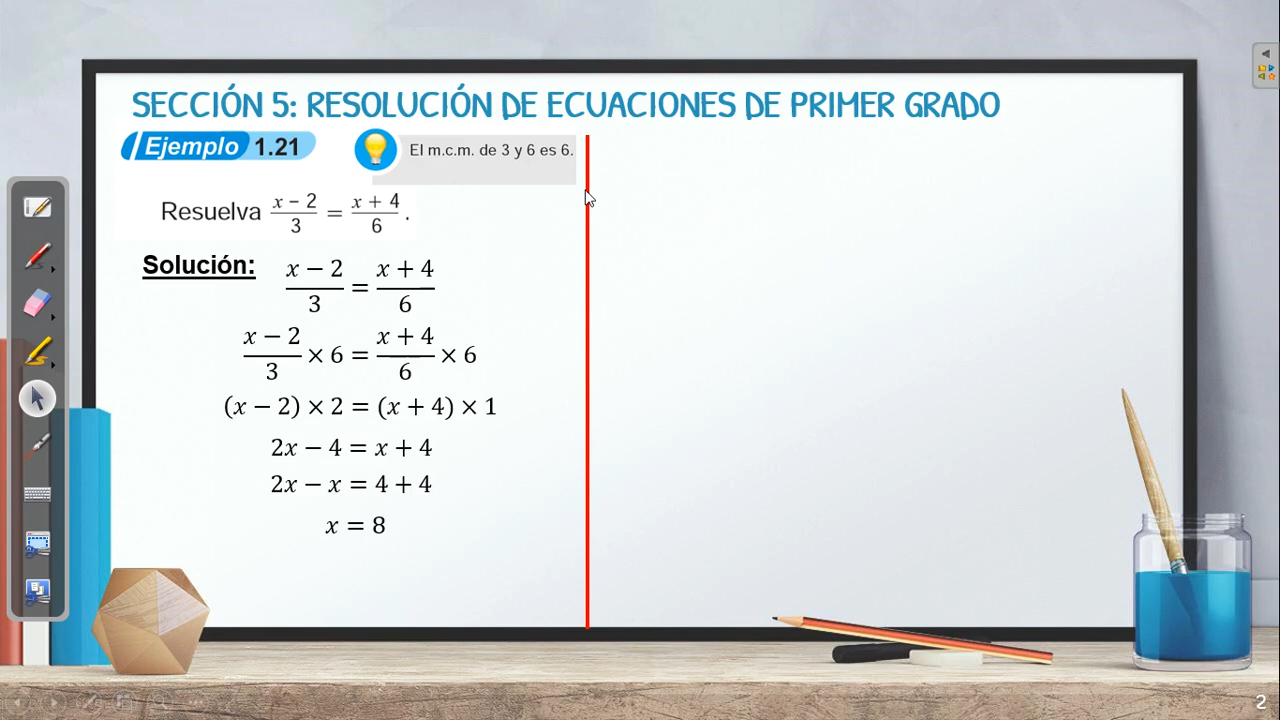 SECCIÓN 5: RESOLUCIÓN DE ECUACIONES DE PRIMER GRADO
Ejemplo 1.21
El m.c.m. de 3 y 6 es 6.
Resuelva (x − 2)/3 = (x + 4)/6 .
Solución:
(x − 2)/3 = (x + 4)/6
(x − 2)/3 × 6 = (x + 4)/6 × 6
(x − 2) × 2 = (x + 4) × 1
2x − 4 = x + 4
2x − x = 4 + 4
x = 8
2